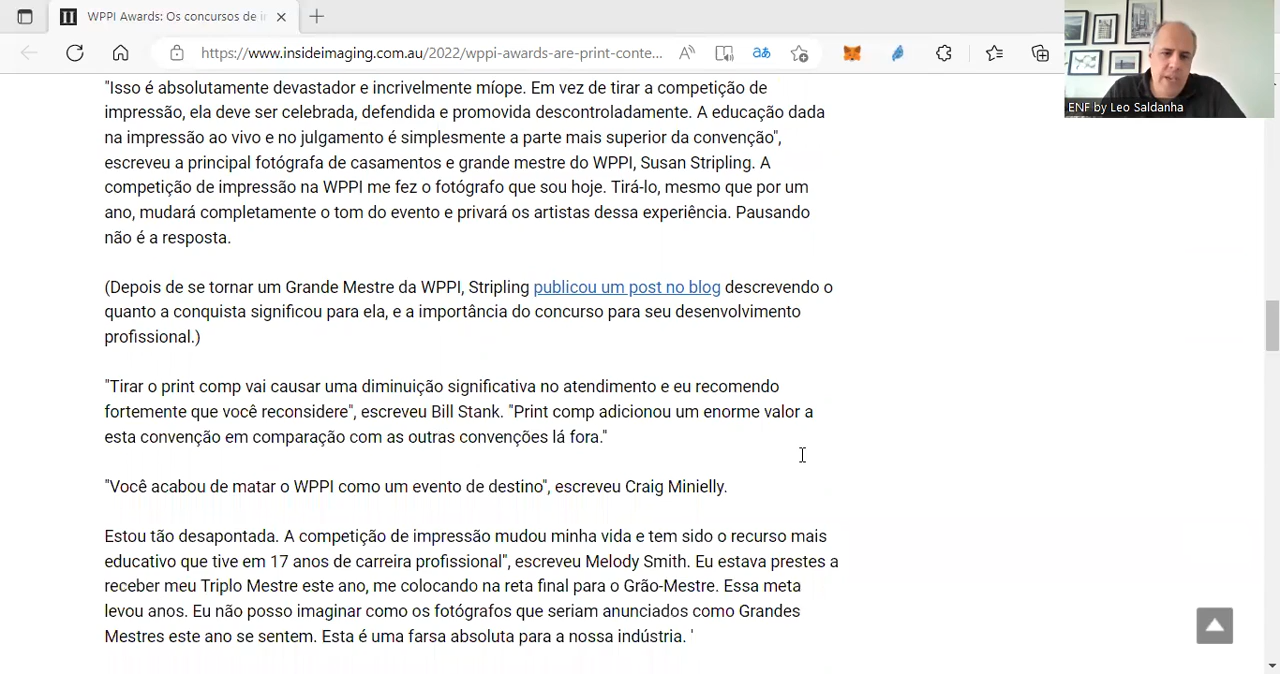 WPPI Awards: Os concursos de i
https://www.insideimaging.com.au/2022/wppi-awards-are-print-conte...
ENF by Leo Saldanha
"Isso é absolutamente devastador e incrivelmente míope. Em vez de tirar a competição de
impressão, ela deve ser celebrada, defendida e promovida descontroladamente. A educação dada
na impressão ao vivo e no julgamento é simplesmente a parte mais superior da convenção",
escreveu a principal fotógrafa de casamentos e grande mestre do WPPI, Susan Stripling. A
competição de impressão na WPPI me fez o fotógrafo que sou hoje. Tirá-lo, mesmo que por um
ano, mudará completamente o tom do evento e privará os artistas dessa experiência. Pausando
não é a resposta.
(Depois de se tornar um Grande Mestre da WPPI, Stripling publicou um post no blog descrevendo o
quanto a conquista significou para ela, e a importância do concurso para seu desenvolvimento
profissional.)
"Tirar o print comp vai causar uma diminuição significativa no atendimento e eu recomendo
fortemente que você reconsidere", escreveu Bill Stank. "Print comp adicionou um enorme valor a
esta convenção em comparação com as outras convenções lá fora."
"Você acabou de matar o WPPI como um evento de destino", escreveu Craig Minielly.
Estou tão desapontada. A competição de impressão mudou minha vida e tem sido o recurso mais
educativo que tive em 17 anos de carreira profissional", escreveu Melody Smith. Eu estava prestes a
receber meu Triplo Mestre este ano, me colocando na reta final para o Grão-Mestre. Essa meta
levou anos. Eu não posso imaginar como os fotógrafos que seriam anunciados como Grandes
Mestres este ano se sentem. Esta é uma farsa absoluta para a nossa indústria. '